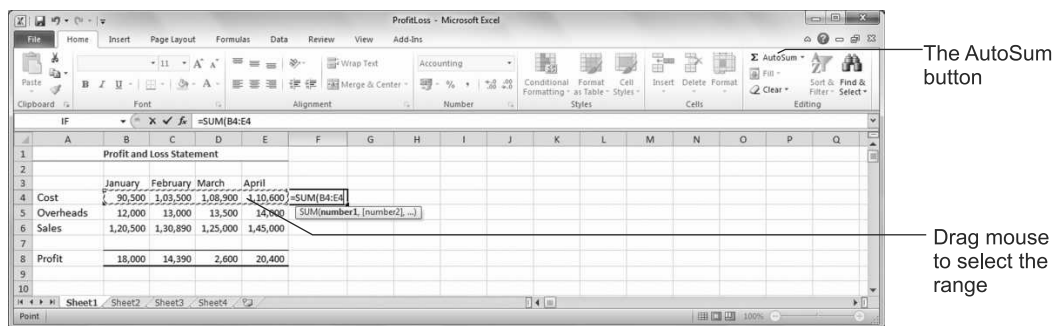 ProfitLoss - Microsoft Excel
File Home Insert Page Layout Formulas Data Review View Add-Ins
Paste
11 A A
B I U A
Wrap Text
Merge & Center
Accounting
% ,
Conditional Formatting
Format as Table
Cell Styles
Insert Delete Format
Σ AutoSum
Fill
Clear
Sort & Filter
Find & Select
Clipboard Font Alignment Number Styles Cells Editing
The AutoSum
button
IF fx =SUM(B4:E4
A B C D E F G H I J K L M N O P Q
1 Profit and Loss Statement
2
3 January February March April
4 Cost 90,500 1,03,500 1,08,900 1,10,600 =SUM(B4:E4
5 Overheads 12,000 13,000 13,500 14,000 SUM(number1, [number2], ...)
6 Sales 1,20,500 1,30,890 1,25,000 1,45,000
7
8 Profit 18,000 14,390 2,600 20,400
9
10
Drag mouse
to select the
range
Sheet1 Sheet2 Sheet3 Sheet4
Point 100%